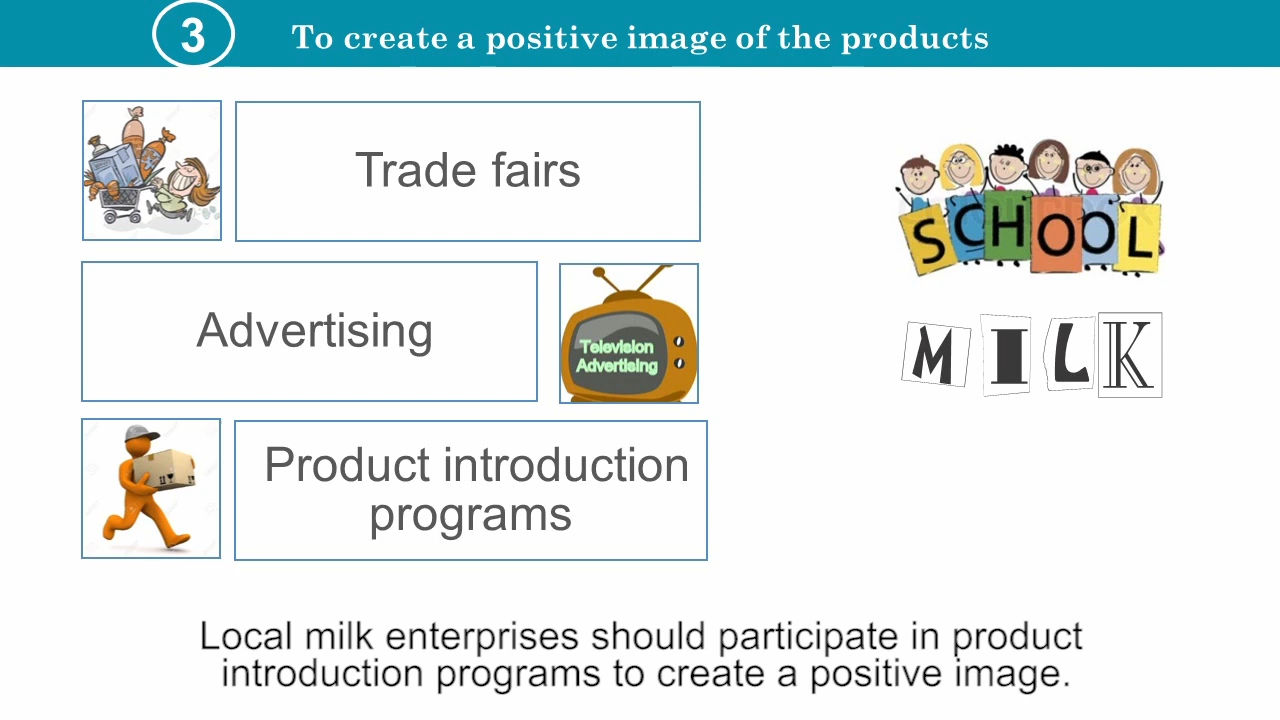 3
To create a positive image of the products
Trade fairs
SCHOOL
Advertising
Television
Advertising
MILK
Product introduction
programs
Local milk enterprises should participate in product
introduction programs to create a positive image.